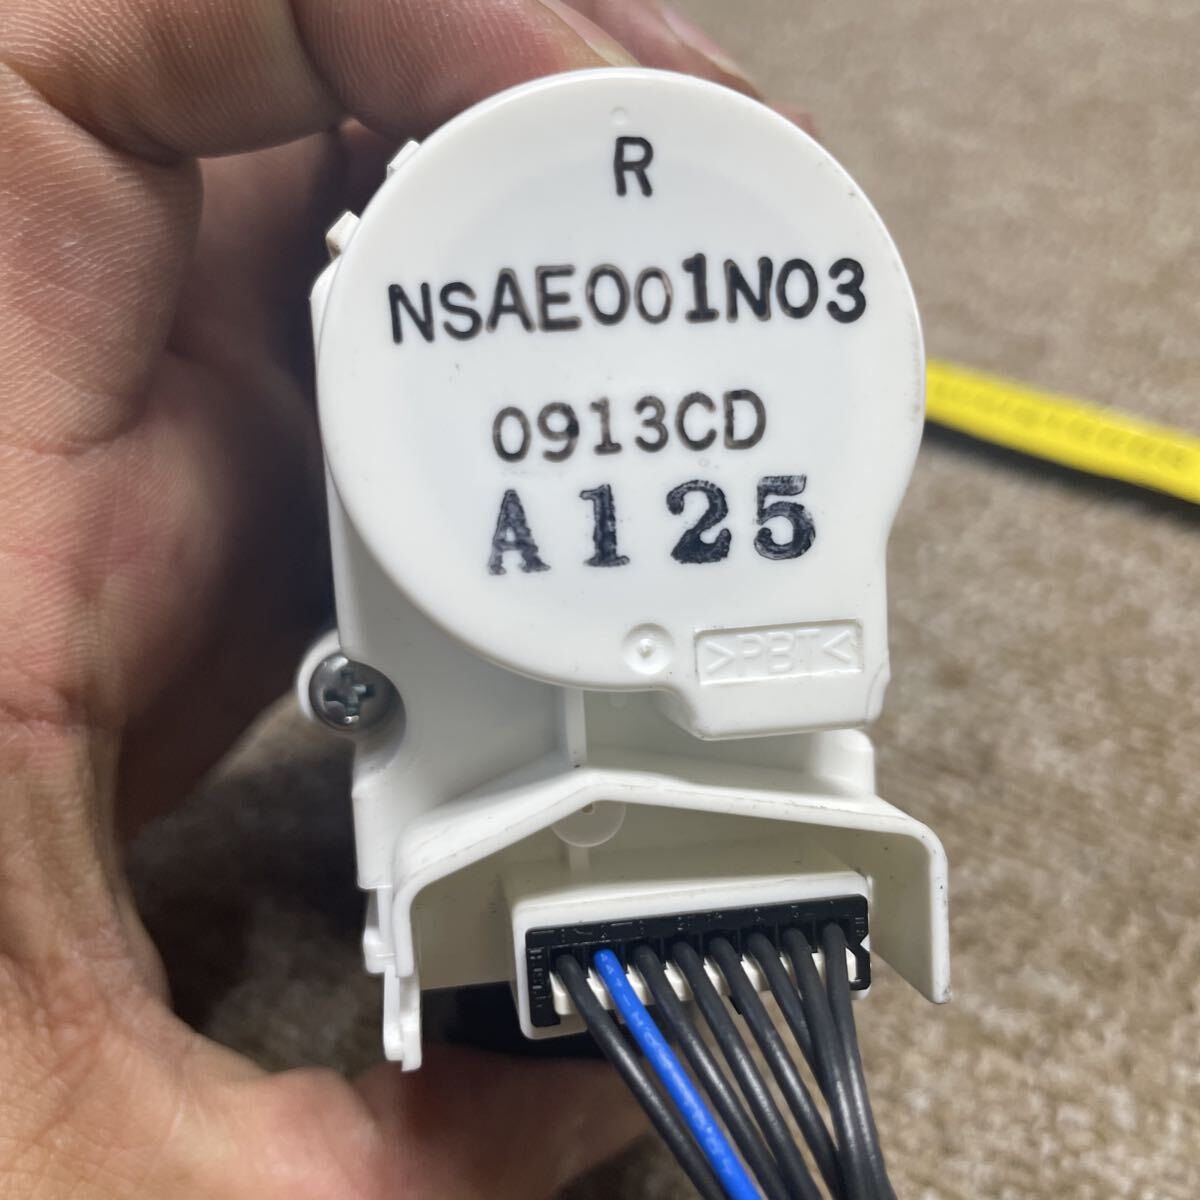 R
NSAE001N03
0913CD
A125
>PBT<